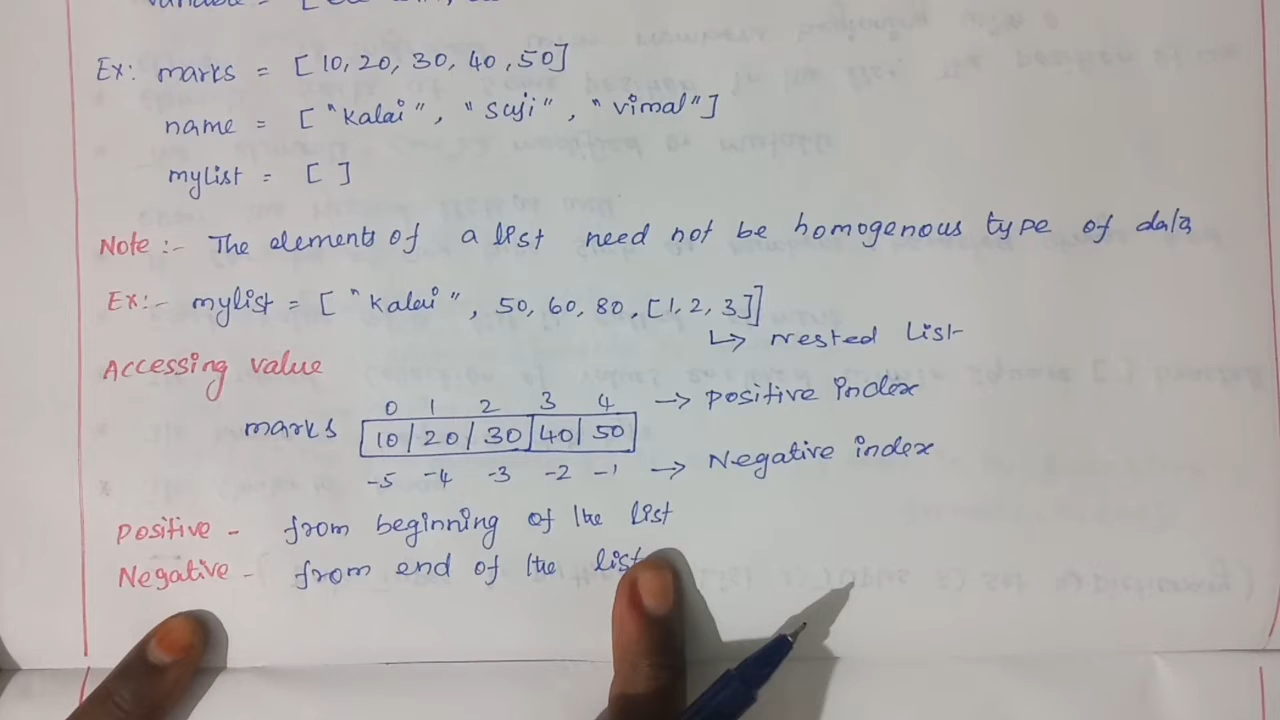 variable = [
Ex: marks = [10, 20, 30, 40, 50]
name = ["Kalai", "Suji", "Vimal"]
mylist = [ ]
Note:- The elements of a list need not be homogenous type of data
Ex:- mylist = ["Kalai", 50, 60, 80, [1, 2, 3]]
↳ Nested List
Accessing value
0 1 2 3 4 → positive index
marks 10 | 20 | 30 | 40 | 50
-5 -4 -3 -2 -1 → Negative index
positive - from beginning of the list
Negative - from end of the list